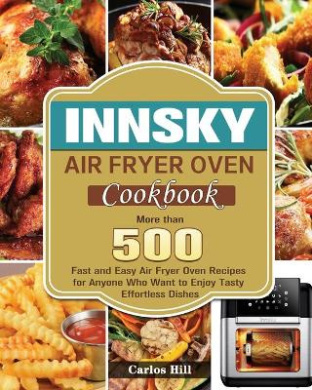 INNSKY
AIR FRYER OVEN
Cookbook
More than
500
Fast and Easy Air Fryer Oven Recipes
for Anyone Who Want to Enjoy Tasty
Effortless Dishes
Carlos Hill